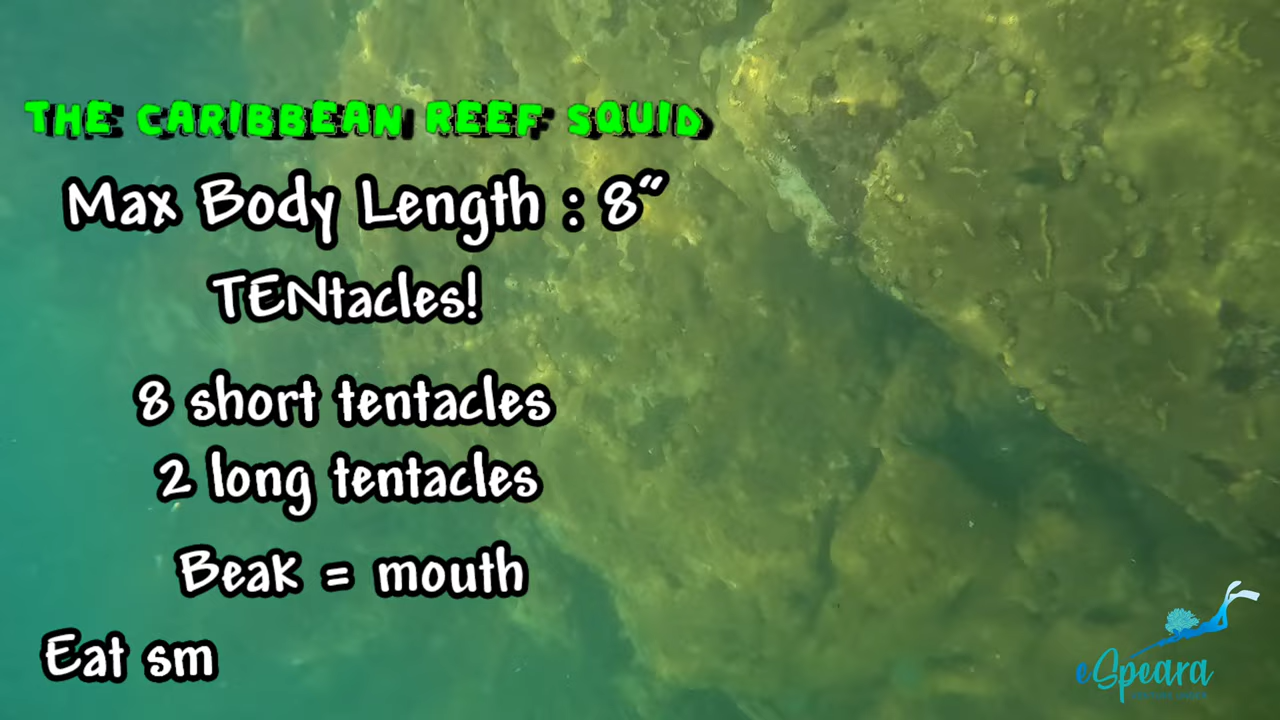 THE CARIBBEAN REEF SQUID
Max Body Length : 8”
TENtacles!
8 short tentacles
2 long tentacles
Beak = mouth
Eat sm
eSpeara